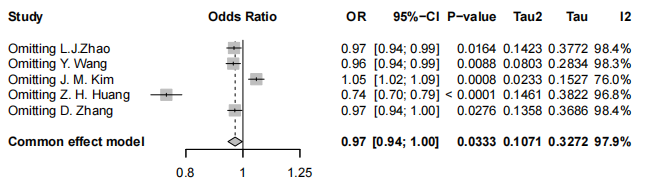 Study Odds Ratio OR 95%-CI P-value Tau2 Tau I2
Omitting L.J.Zhao 0.97 [0.94; 0.99] 0.0164 0.1423 0.3772 98.4%
Omitting Y. Wang 0.96 [0.94; 0.99] 0.0088 0.0803 0.2834 98.3%
Omitting J. M. Kim 1.05 [1.02; 1.09] 0.0008 0.0233 0.1527 76.0%
Omitting Z. H. Huang 0.74 [0.70; 0.79] < 0.0001 0.1461 0.3822 96.8%
Omitting D. Zhang 0.97 [0.94; 1.00] 0.0276 0.1358 0.3686 98.4%
Common effect model 0.97 [0.94; 1.00] 0.0333 0.1071 0.3272 97.9%
0.8 1 1.25